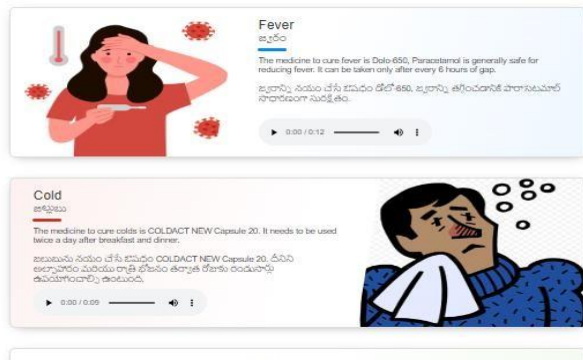 Fever
జ్వరం
The medicine to cure fever is Dolo-650, Paracetamol is generally safe for
reducing fever. It can be taken only after every 6 hours of gap.
జ్వరాన్ని నయం చేసే ఔషధం డోలో-650, జ్వరాన్ని తగ్గించడానికి పారాసిటమాల్
సాధారణంగా సురక్షితం.
0:00 / 0:12
Cold
జలుబు
The medicine to cure colds is COLDACT NEW Capsule 20. It needs to be used
twice a day after breakfast and dinner.
జలుబును నయం చేసే ఔషధం COLDACT NEW Capsule 20. దీనిని
అల్పాహారం మరియు రాత్రి భోజనం తర్వాత రోజుకు రెండుసార్లు
ఉపయోగించాల్సి ఉంటుంది.
0:00 / 0:09